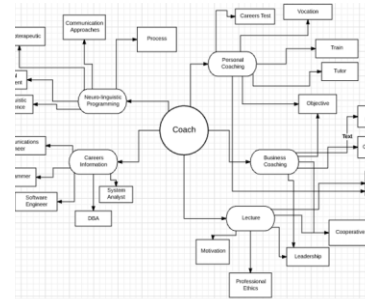 Communication
Approaches
Process
Careers Test
Vocation
Train
Tutor
Personal
Coaching
Objective
Neuro-linguistic
Programming
Coach
Careers
Information
Business
Coaching
Text
System
Analyst
Software
Engineer
DBA
Lecture
Motivation
Professional
Ethics
Leadership
Cooperative